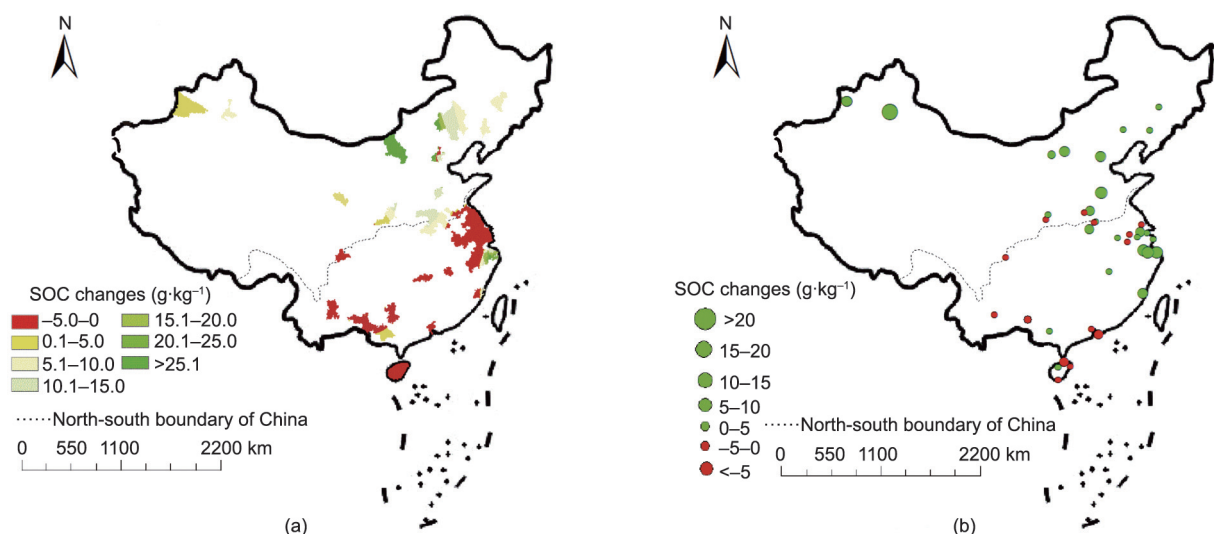 N
SOC changes (g·kg⁻¹)
–5.0–0
0.1–5.0
5.1–10.0
10.1–15.0
15.1–20.0
20.1–25.0
>25.1
North-south boundary of China
0 550 1100 2200 km
(a)
N
SOC changes (g·kg⁻¹)
>20
15–20
10–15
5–10
0–5
–5–0
<–5
North-south boundary of China
0 550 1100 2200 km
(b)